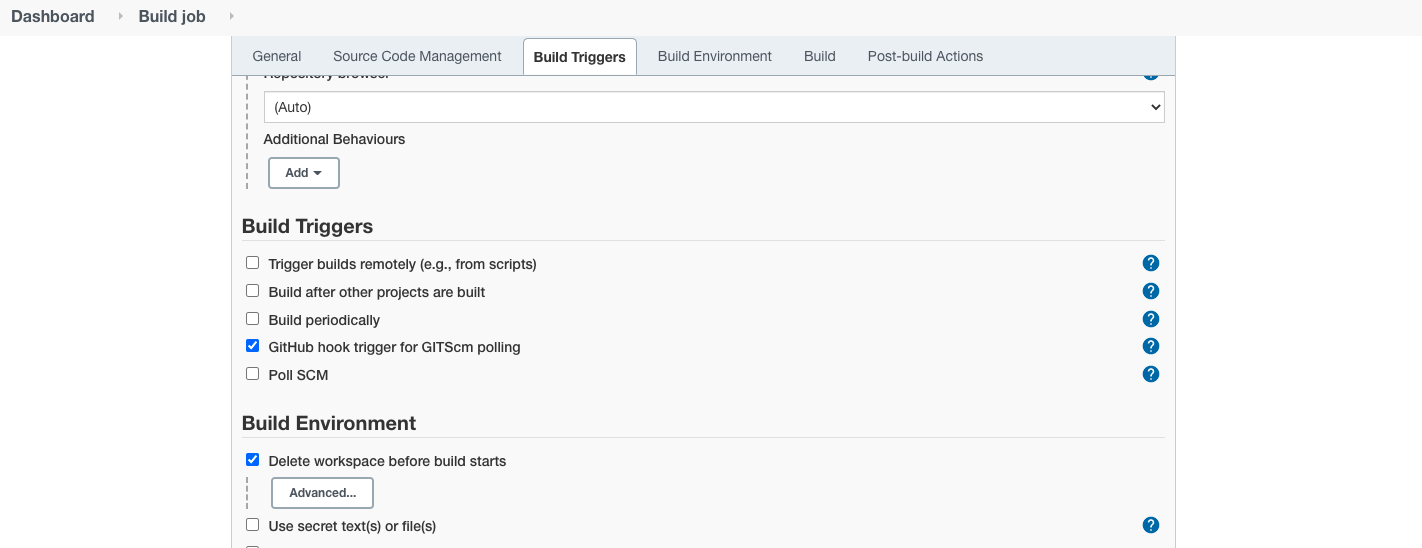 Dashboard Build job
General Source Code Management Build Triggers Build Environment Build Post-build Actions
Repository browser
(Auto)
Additional Behaviours
Add
Build Triggers
Trigger builds remotely (e.g., from scripts) ?
Build after other projects are built ?
Build periodically ?
GitHub hook trigger for GITScm polling ?
Poll SCM ?
Build Environment
Delete workspace before build starts
Advanced...
Use secret text(s) or file(s) ?